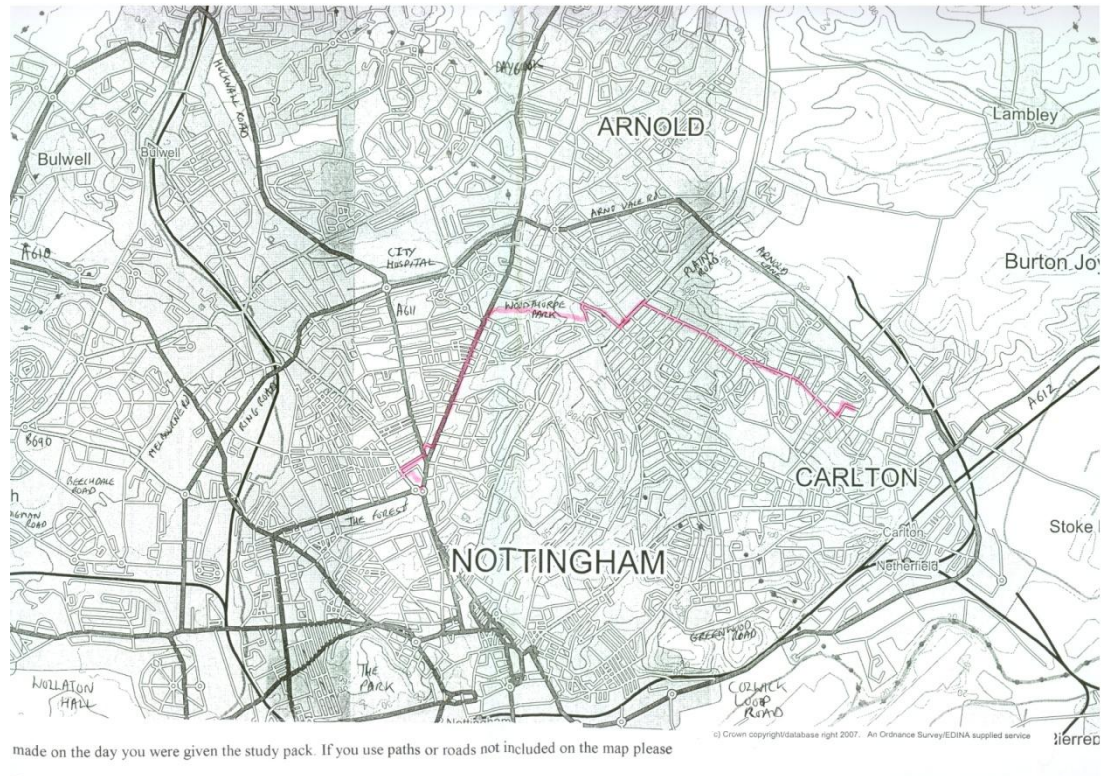 DAYBROOK
HUCKNALL ROAD
ARNOLD
Lambley
Bulwell
Bulwell
ARNO VALE RO
CITY HOSPITAL
PLAINS ROAD
ARNOLD LANE
A610
Burton Joy
A611
WOODTHORPE PARK
MELBOURNE RD
RING ROAD
A612
B690
BEECHDALE ROAD
CARLTON
h
ROAD
THE FOREST
Stoke
Carlton
NOTTINGHAM
Netherfield
GREENWOOD ROAD
WOLLATON HALL
THE PARK
COLWICK LOOP ROAD
Nottingham
c) Crown copyright/database right 2007. An Ordnance Survey/EDINA supplied service
made on the day you were given the study pack. If you use paths or roads not included on the map please